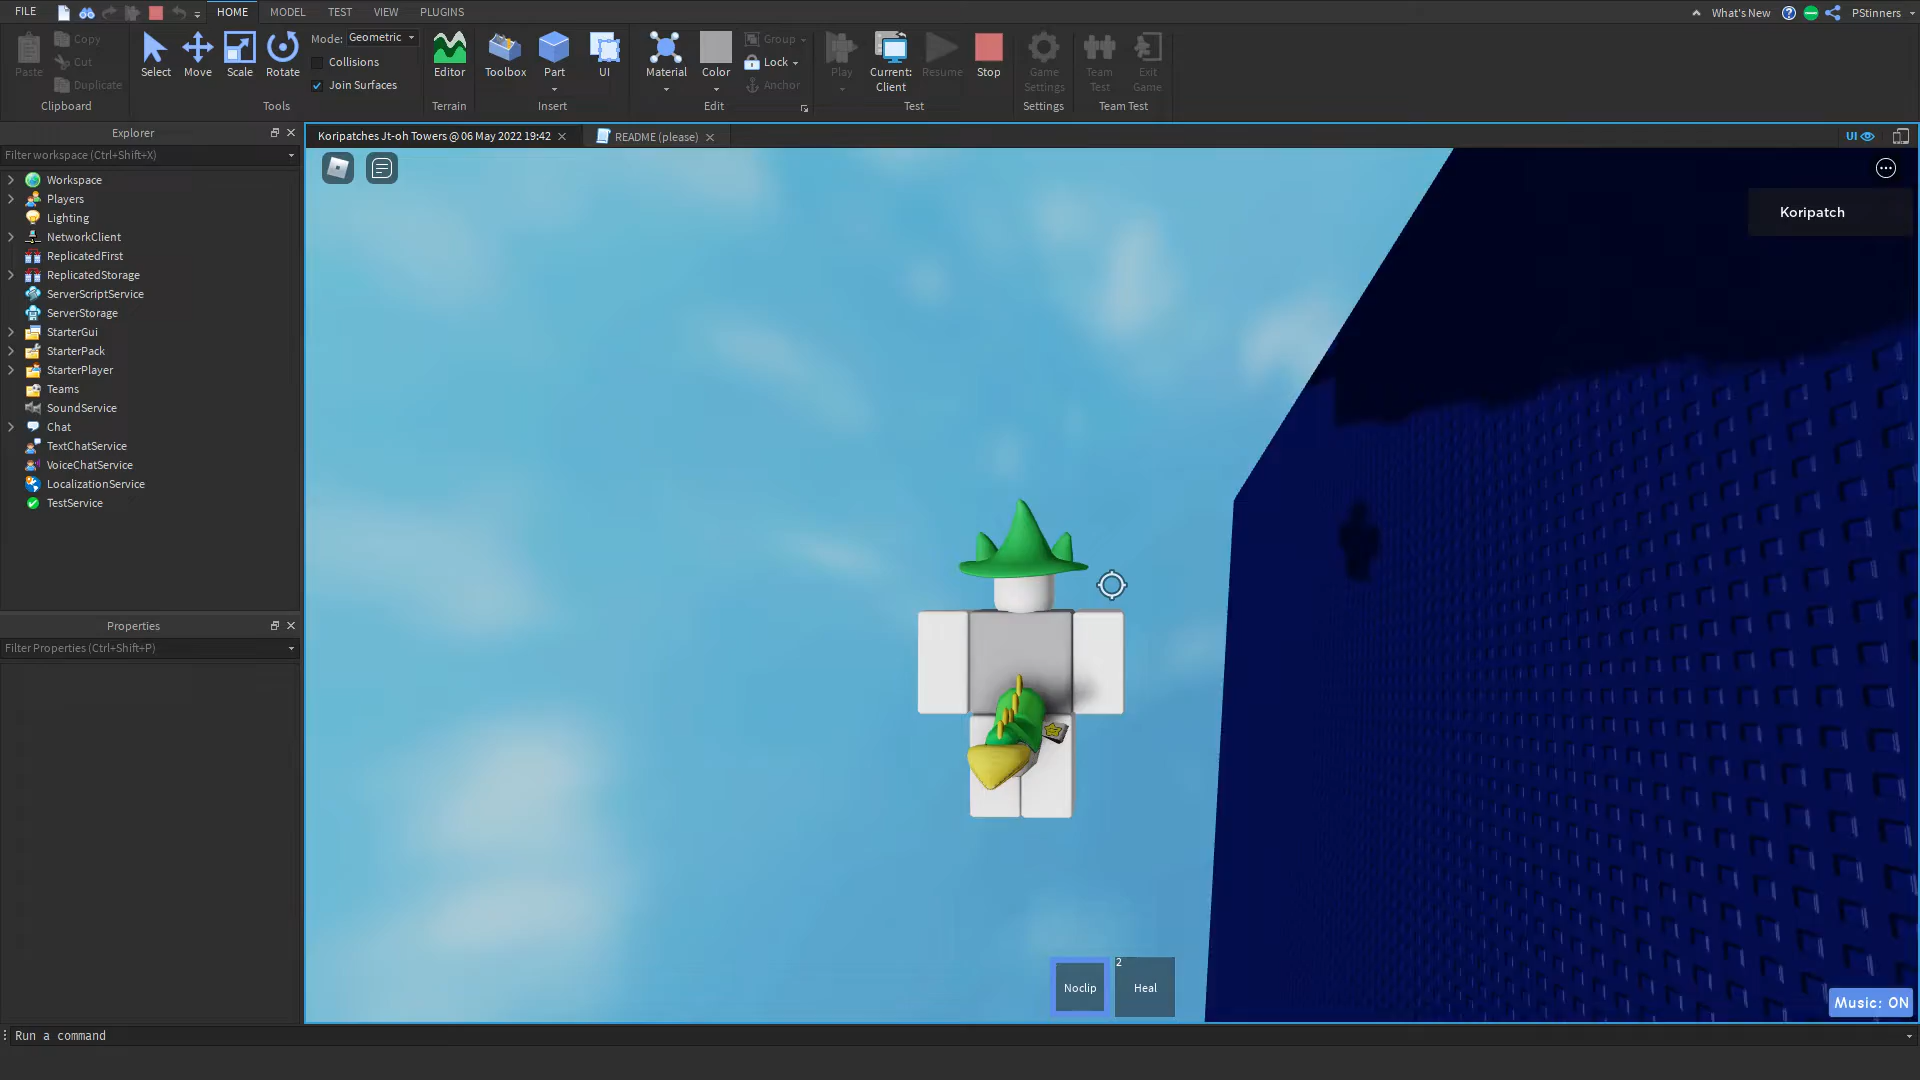 FILE HOME MODEL TEST VIEW PLUGINS What's New PStinners
Paste Copy Cut Duplicate Clipboard
Select Move Scale Rotate Mode: Geometric Collisions Join Surfaces Tools
Editor Terrain
Toolbox Part UI Insert
Material Color Group Lock Anchor Edit
Play Current: Client Resume Stop Test
Game Settings Settings
Team Test Exit Game Team Test
Explorer
Koripatches Jt-oh Towers @ 06 May 2022 19:42 README (please) UI
Filter workspace (Ctrl+Shift+X)
Workspace
Players
Lighting
NetworkClient
ReplicatedFirst
ReplicatedStorage
ServerScriptService
ServerStorage
StarterGui
StarterPack
StarterPlayer
Teams
SoundService
Chat
TextChatService
VoiceChatService
LocalizationService
TestService
Koripatch
Properties
Filter Properties (Ctrl+Shift+P)
Noclip
2
Heal
Music: ON
Run a command